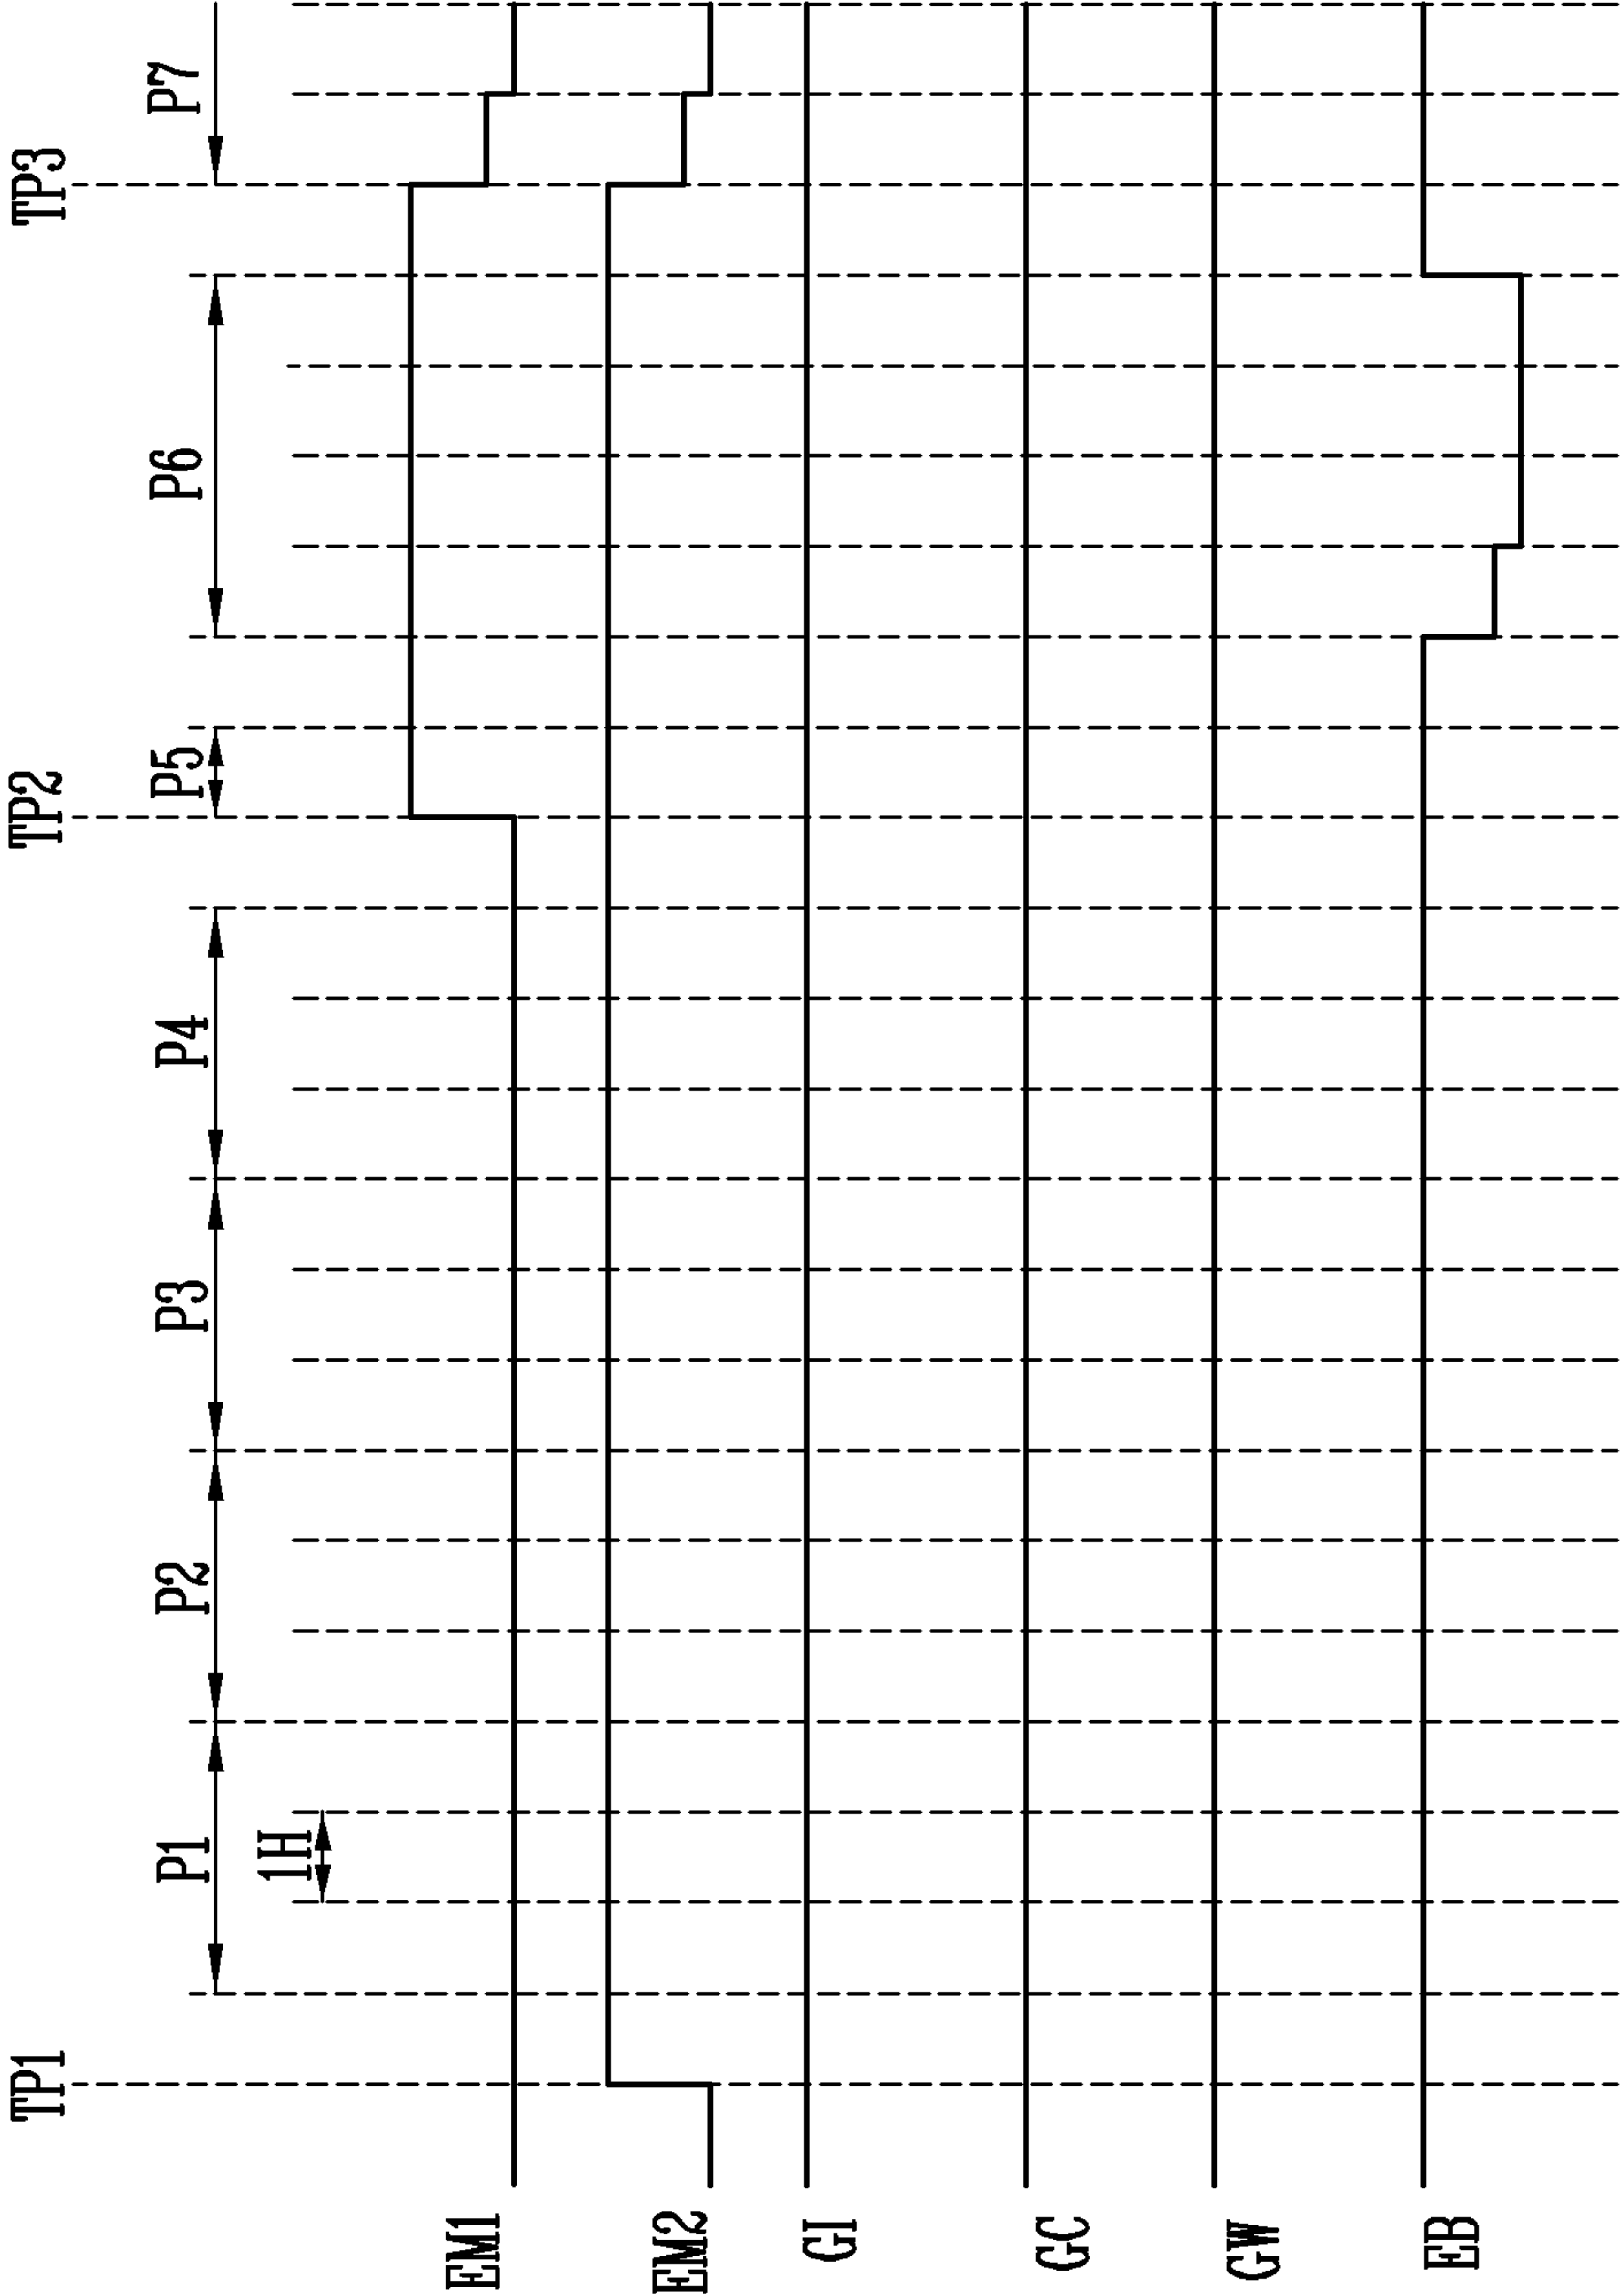 TP1 TP2 TP3
P1 P2 P3 P4 P5 P6 P7
1H
EM1
EM2
GI
GC
GW
EB